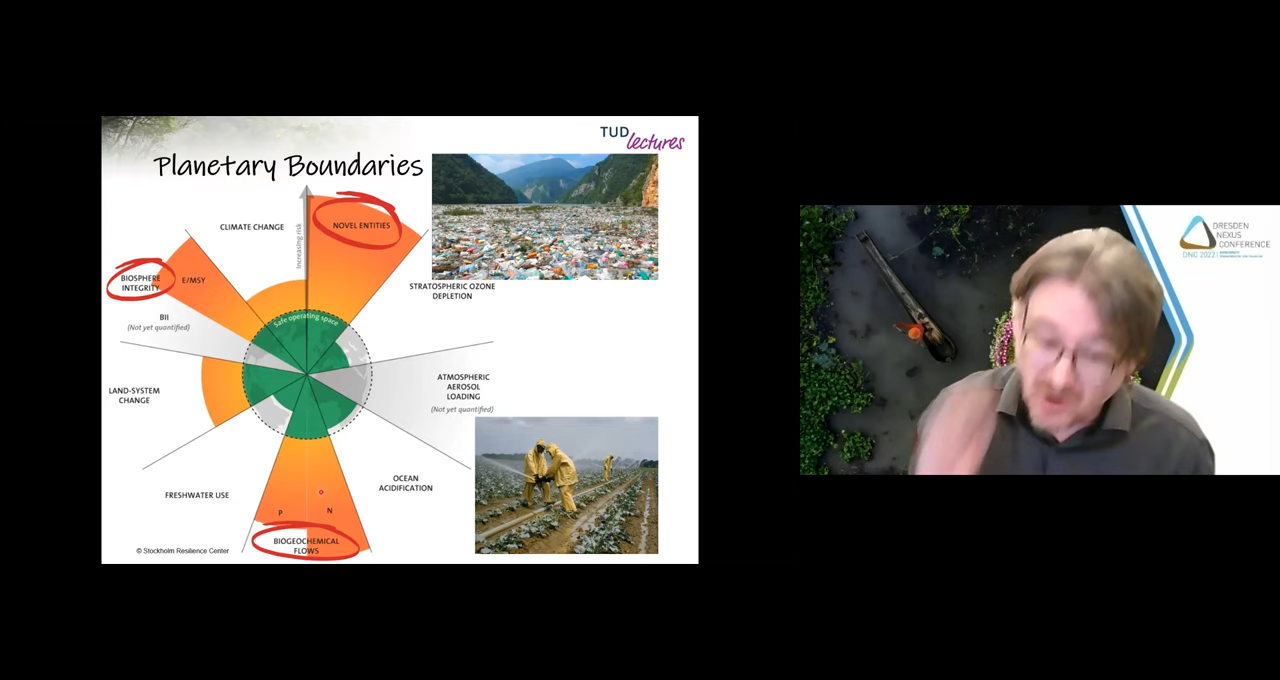 TUD
lectures
Planetary Boundaries
CLIMATE CHANGE
Increasing risk
NOVEL ENTITIES
BIOSPHERE
INTEGRITY
E/MSY
STRATOSPHERIC OZONE
DEPLETION
BII
(Not yet quantified)
Safe operating space
LAND-SYSTEM
CHANGE
ATMOSPHERIC
AEROSOL
LOADING
(Not yet quantified)
FRESHWATER USE
OCEAN
ACIDIFICATION
P
N
BIOGEOCHEMICAL
FLOWS
© Stockholm Resilience Center
DRESDEN
NEXUS
CONFERENCE
DNC 2022